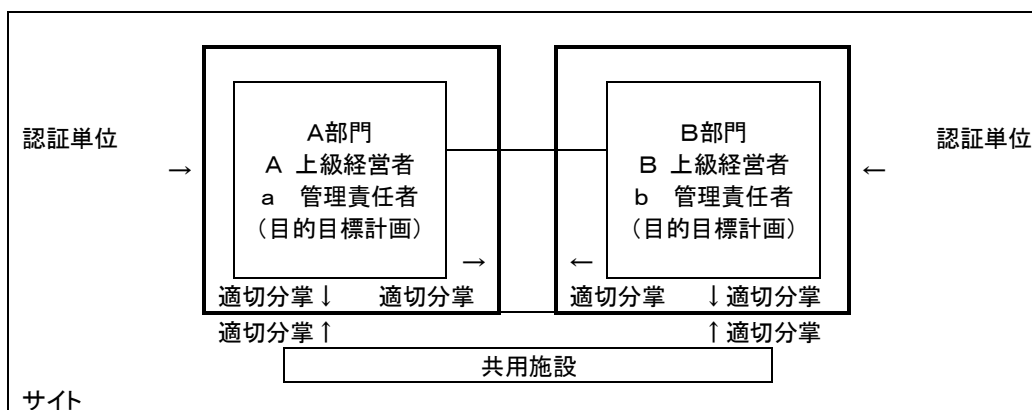 認証単位
→
A部門
A 上級経営者
a 管理責任者
(目的目標計画)
→
適切分掌↓ 適切分掌
適切分掌↑
B部門
B 上級経営者
b 管理責任者
(目的目標計画)
←
適切分掌 ↓適切分掌
↑適切分掌
認証単位
←
共用施設
サイト